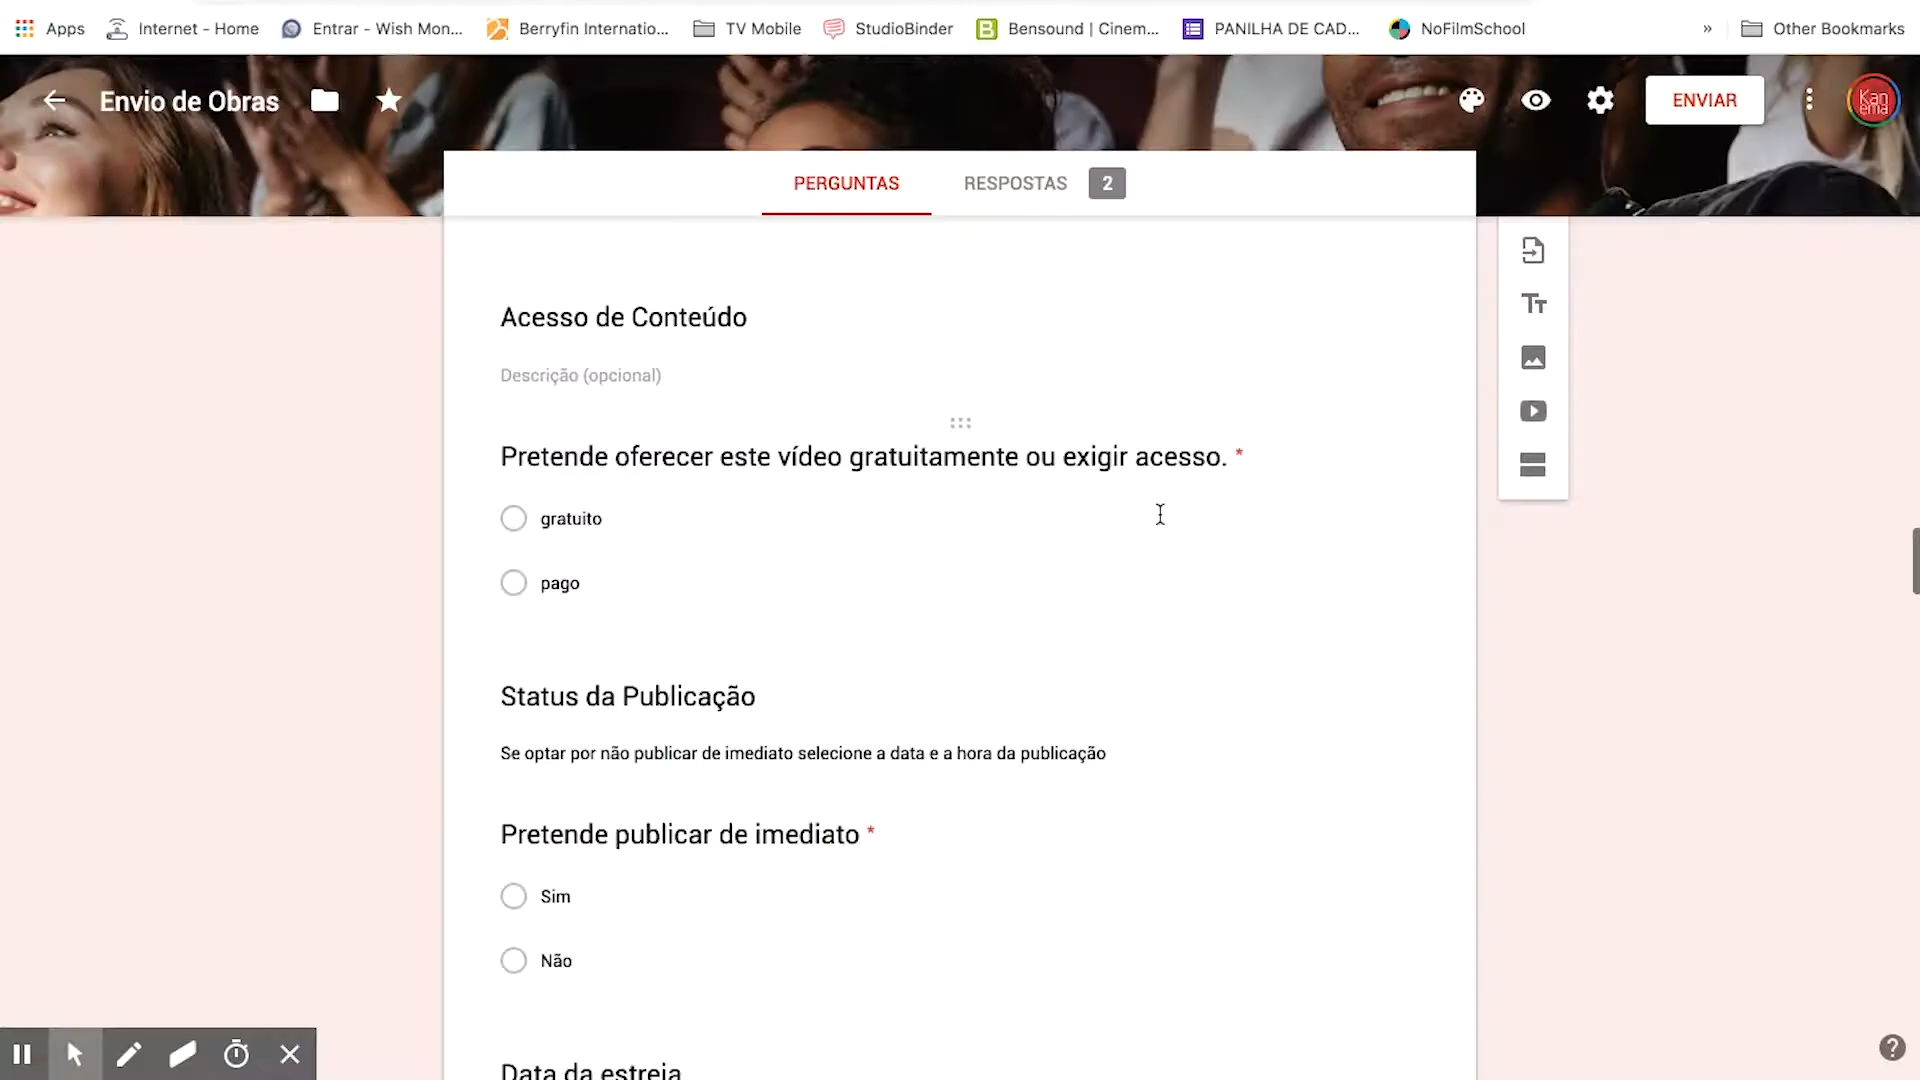 Apps
Internet - Home
Entrar - Wish Mon...
Berryfin Internatio...
TV Mobile
StudioBinder
Bensound | Cinem...
PANILHA DE CAD...
NoFilmSchool
»
Other Bookmarks
Envio de Obras
ENVIAR
Kan
ema
PERGUNTAS
RESPOSTAS 2
Acesso de Conteúdo
Descrição (opcional)
Pretende oferecer este vídeo gratuitamente ou exigir acesso. *
gratuito
pago
Status da Publicação
Se optar por não publicar de imediato selecione a data e a hora da publicação
Pretende publicar de imediato *
Sim
Não
Data da estreia